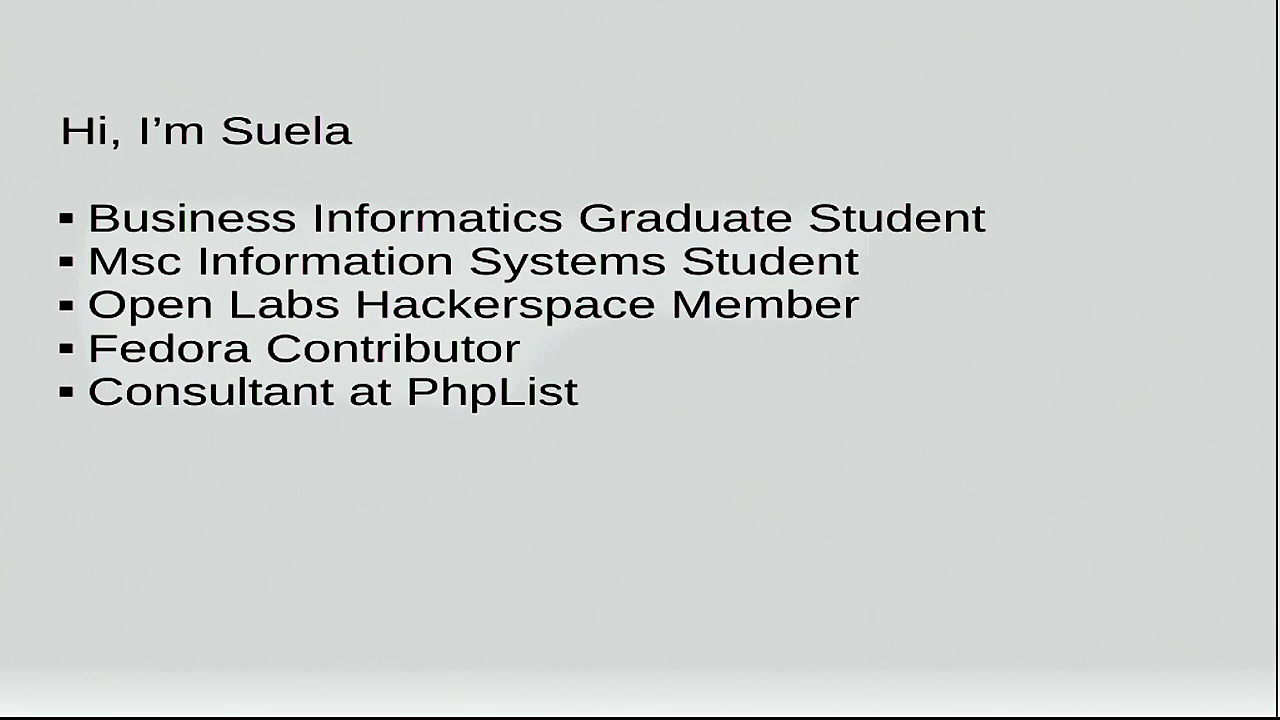 Hi, I’m Suela
▪ Business Informatics Graduate Student
▪ Msc Information Systems Student
▪ Open Labs Hackerspace Member
▪ Fedora Contributor
▪ Consultant at PhpList